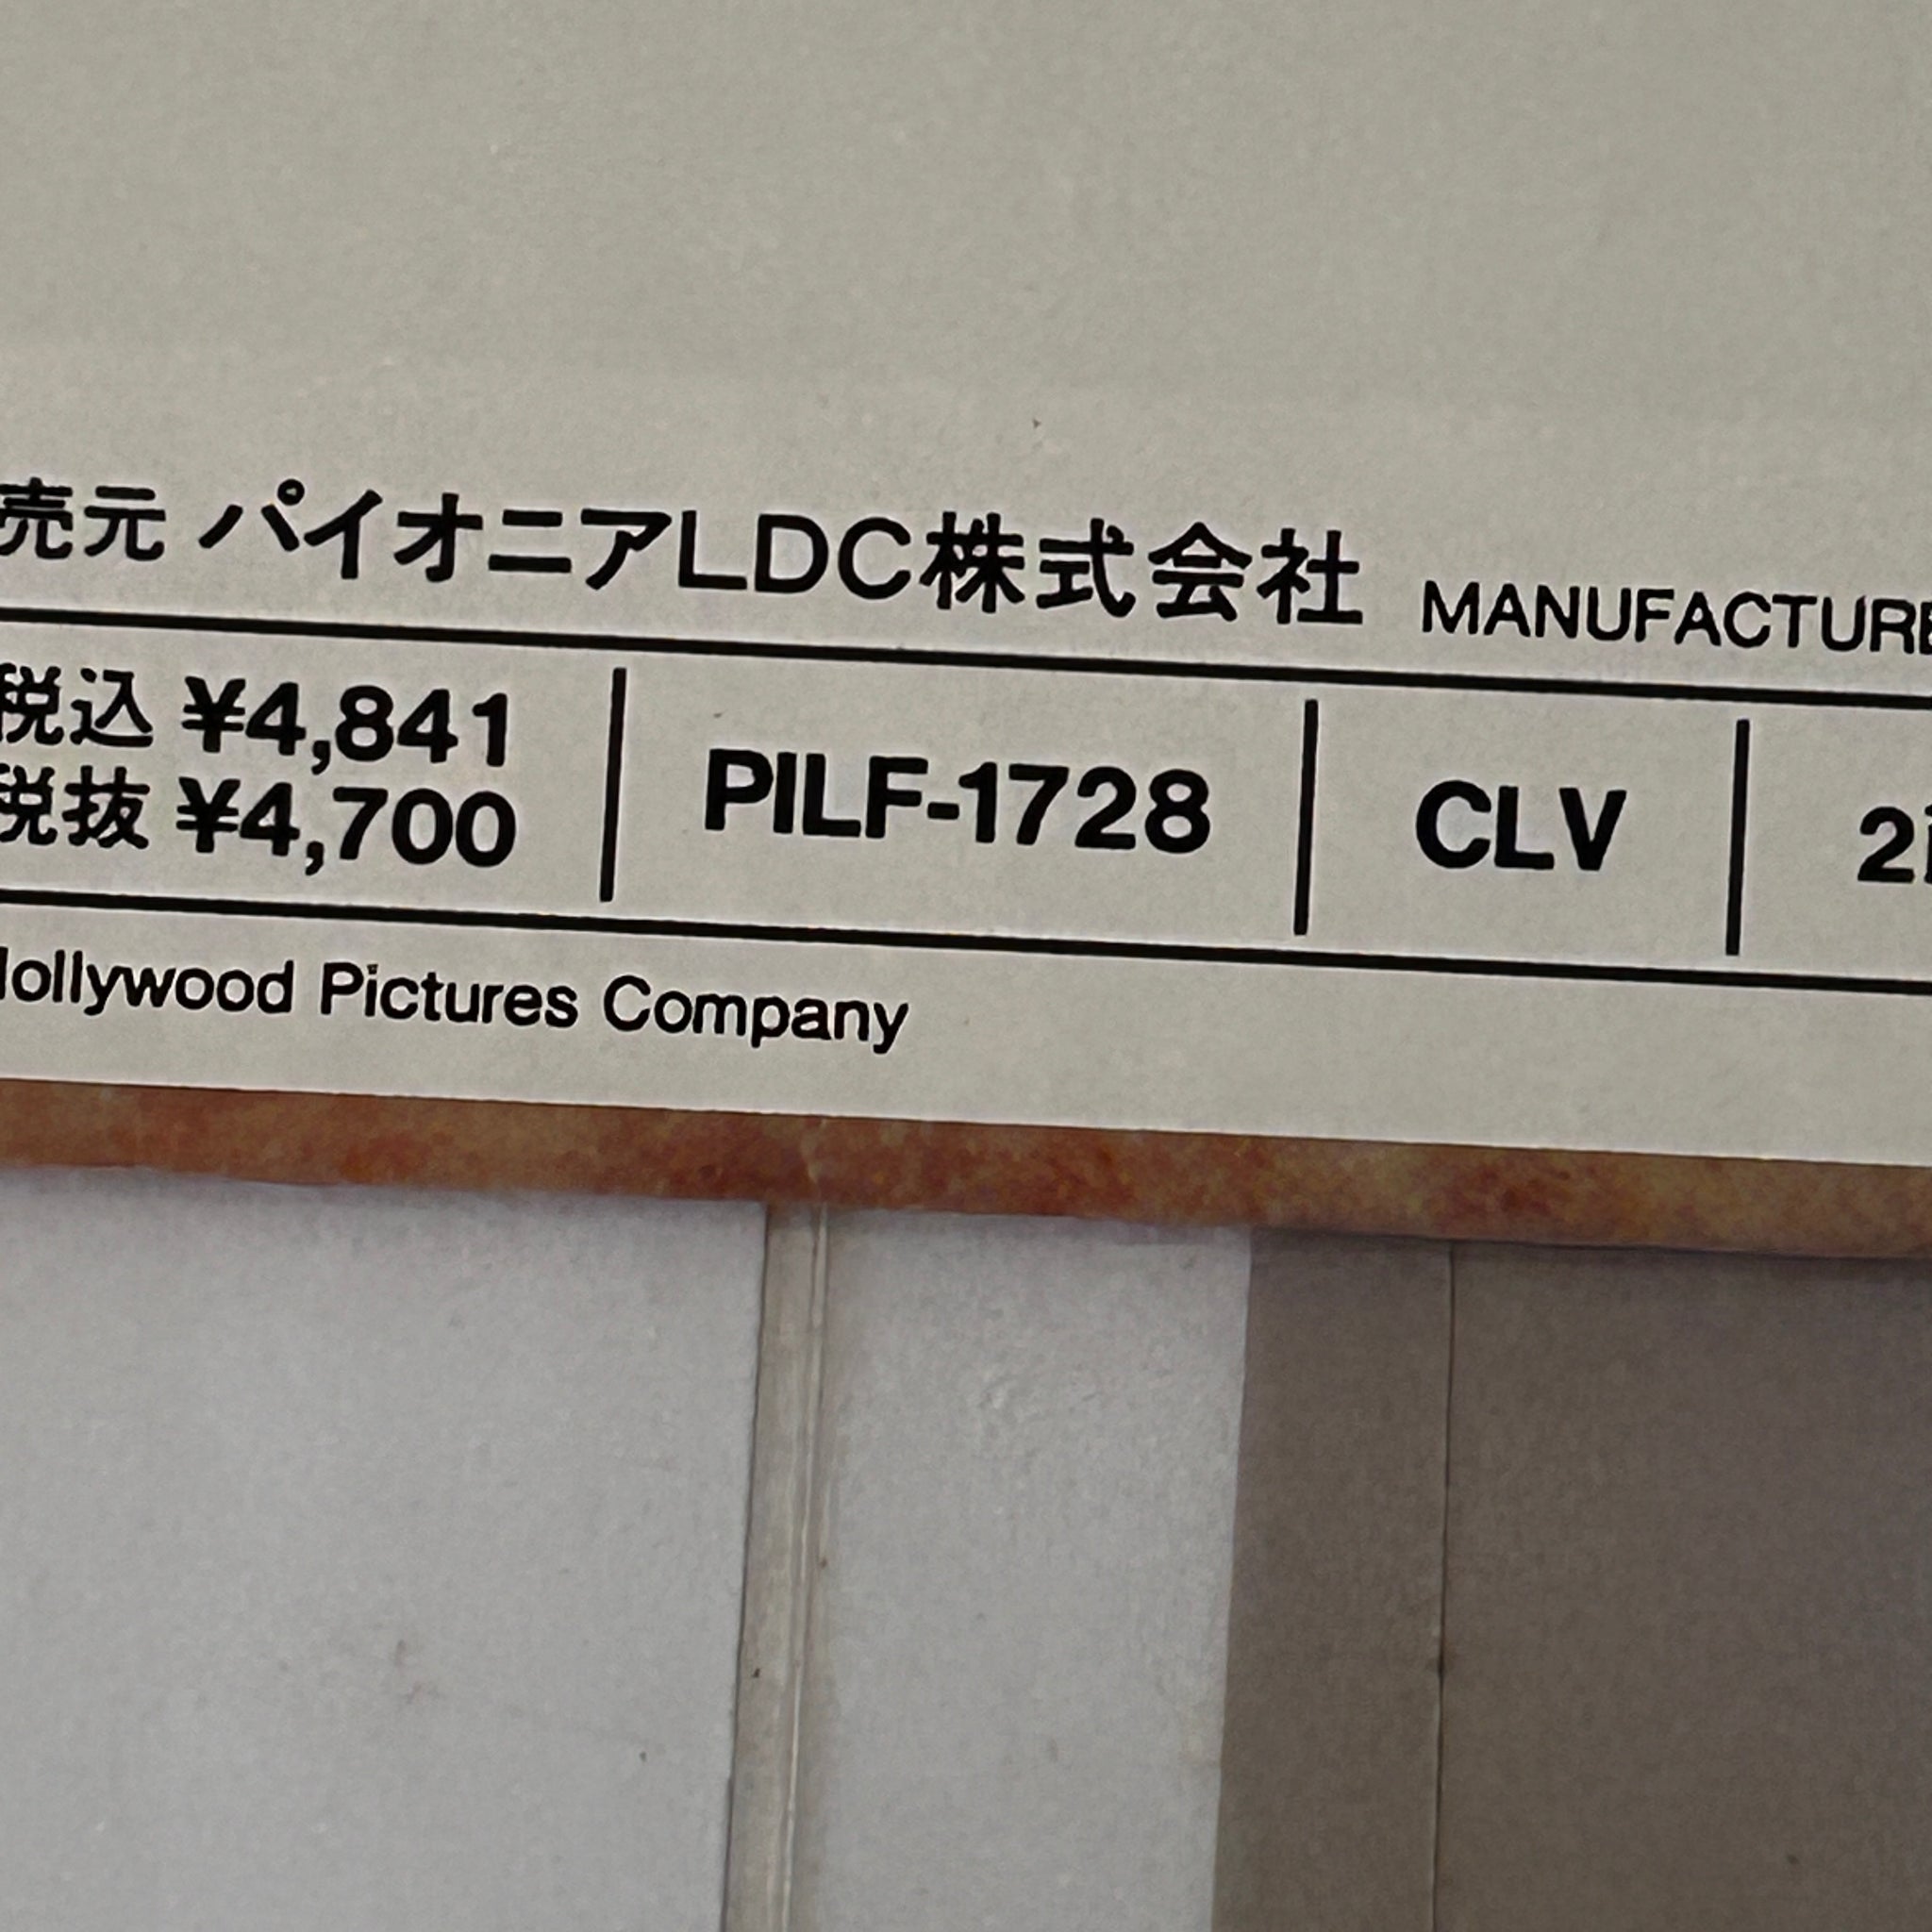 売元 パイオニアLDC株式会社 MANUFACTURE
税込 ¥4,841
税抜 ¥4,700
PILF-1728
CLV
2
ollywood Pictures Company